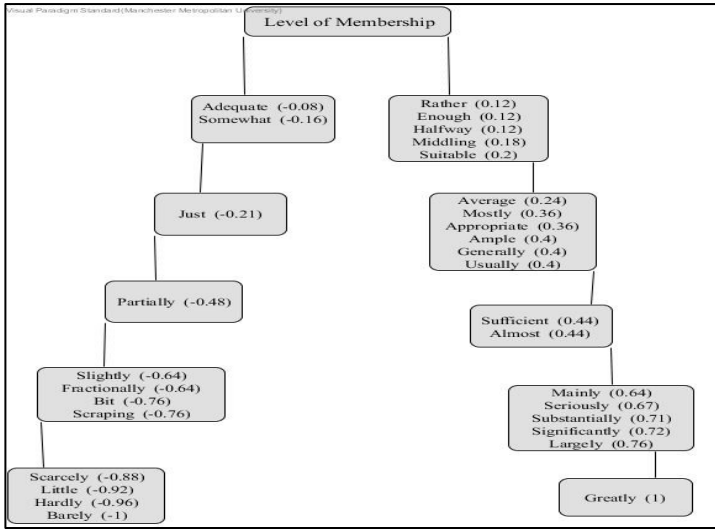 Visual Paradigm Standard(Manchester Metropolitan University)
Level of Membership
Adequate (-0.08)
Somewhat (-0.16)
Just (-0.21)
Partially (-0.48)
Slightly (-0.64)
Fractionally (-0.64)
Bit (-0.76)
Scraping (-0.76)
Scarcely (-0.88)
Little (-0.92)
Hardly (-0.96)
Barely (-1)
Rather (0.12)
Enough (0.12)
Halfway (0.12)
Middling (0.18)
Suitable (0.2)
Average (0.24)
Mostly (0.36)
Appropriate (0.36)
Ample (0.4)
Generally (0.4)
Usually (0.4)
Sufficient (0.44)
Almost (0.44)
Mainly (0.64)
Seriously (0.67)
Substantially (0.71)
Significantly (0.72)
Largely (0.76)
Greatly (1)